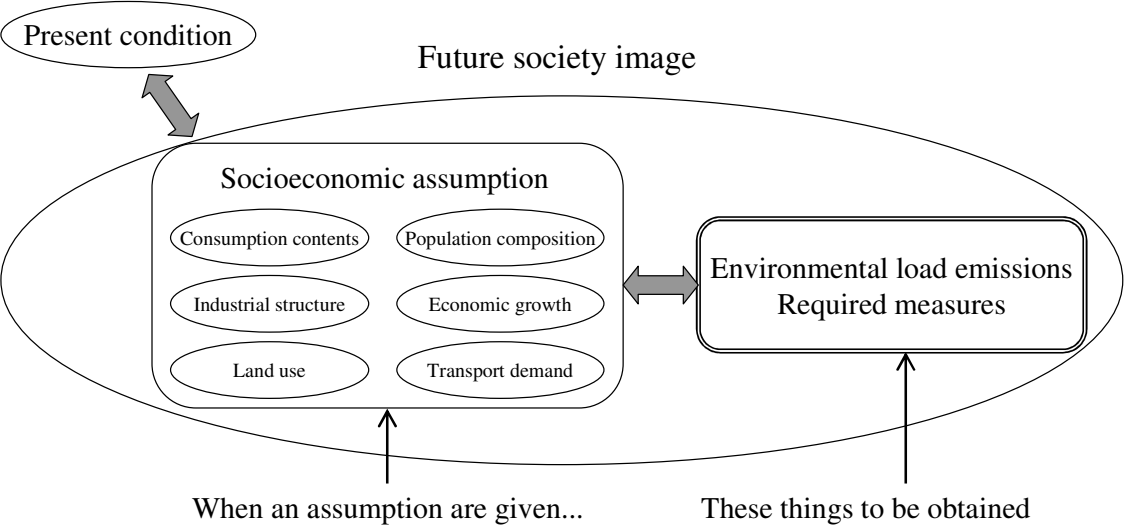 Present condition
Future society image
Socioeconomic assumption
Consumption contents
Population composition
Industrial structure
Economic growth
Land use
Transport demand
Environmental load emissions
Required measures
When an assumption are given...
These things to be obtained